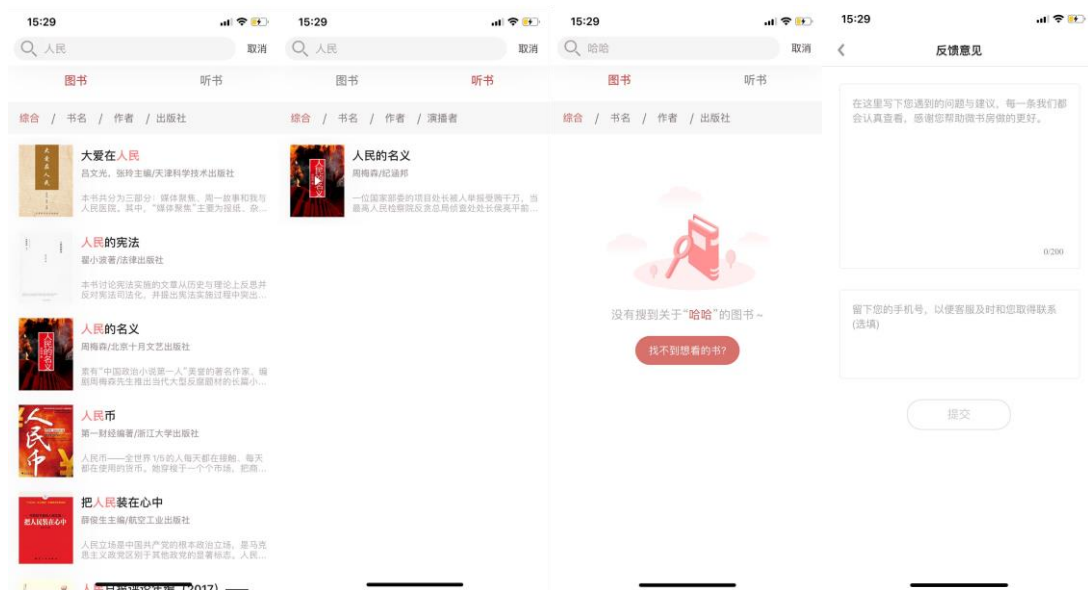 15:29
人民
取消
图书
听书
综合 / 书名 / 作者 / 出版社
大爱在人民
吕文光、张玲主编/天津科学技术出版社
本书共分为三部分：媒体聚焦、周一故事和我与
人民医院。其中，“媒体聚焦”主要为报纸、杂...
人民的宪法
翟小波著/法律出版社
本书讨论宪法实施的文章从历史与理论上反思并
反对宪法司法化，并提出宪法实施过程中突出...
人民的名义
周梅森/北京十月文艺出版社
素有“中国政治小说第一人”美誉的著名作家、编
剧周梅森先生推出当代大型反腐题材的长篇小...
人民币
人民币
第一财经编著/浙江大学出版社
人民币——全世界1/5的人每天都在接触、每天
都在使用的货币。她穿梭于一个个市场，把商...
把人民装在心中
把人民装在心中
薛俊生主编/航空工业出版社
人民立场是中国共产党的根本政治立场，是马克
思主义政党区别于其他政党的显著标志。人民...
人民日报评论年编（2017）——
15:29
人民
取消
图书
听书
综合 / 书名 / 作者 / 演播者
人民的名义
周梅森/纪涵邦
一位国家部委的项目处长被人举报受贿千万，当
最高人民检察院反贪总局侦查处处长侯亮平前...
15:29
哈哈
取消
图书
听书
综合 / 书名 / 作者 / 出版社
没有搜到关于“哈哈”的图书~
找不到想看的书?
15:29
反馈意见
在这里写下您遇到的问题与建议，每一条我们都
会认真查看，感谢您帮助微书房做的更好。
0/200
留下您的手机号，以便客服及时和您取得联系
(选填)
提交